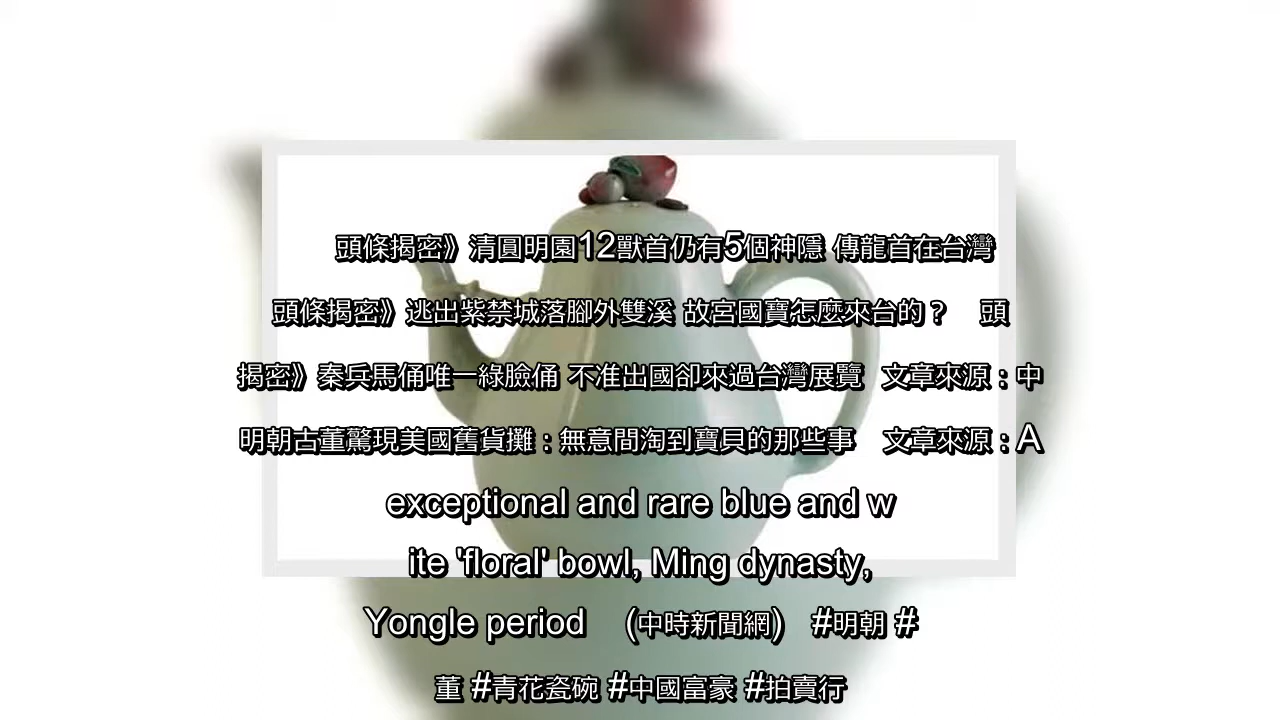 頭條揭密》清圓明園12獸首仍有5個神隱 傳龍首在台灣
頭條揭密》逃出紫禁城落腳外雙溪 故宮國寶怎麼來台的？ 頭
揭密》秦兵馬俑唯一綠臉俑 不准出國卻來過台灣展覽 文章來源：中
明朝古董驚現美國舊貨攤：無意間淘到寶貝的那些事 文章來源：A
exceptional and rare blue and w
ite 'floral' bowl, Ming dynasty,
Yongle period (中時新聞網) #明朝 #
董 #青花瓷碗 #中國富豪 #拍賣行